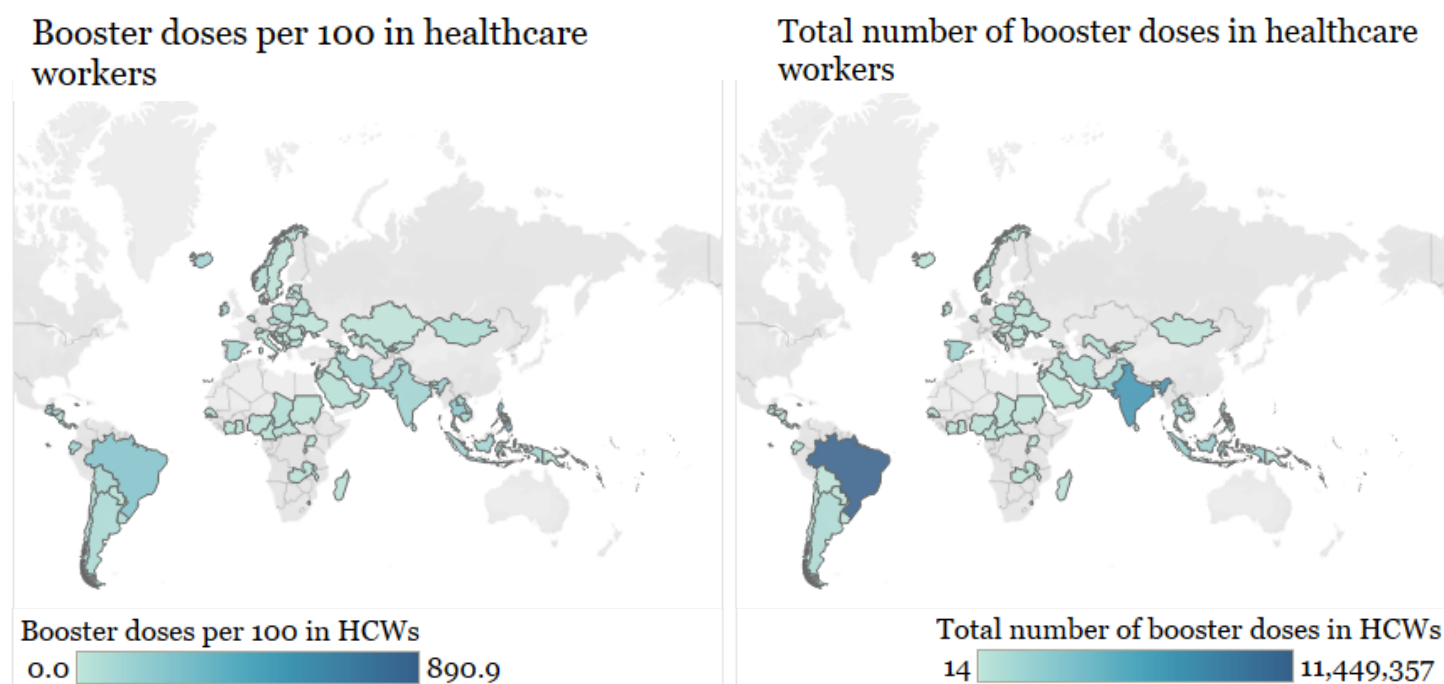 Booster doses per 100 in healthcare
workers
Total number of booster doses in healthcare
workers
Booster doses per 100 in HCWs
0.0 890.9
Total number of booster doses in HCWs
14 11,449,357